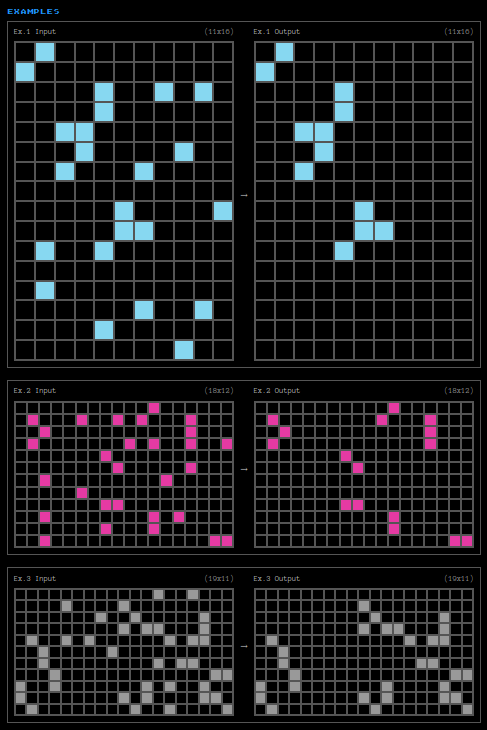 EXAMPLES
Ex.1 Input (11x16)
Ex.1 Output (11x16)
→
Ex.2 Input (18x12)
Ex.2 Output (18x12)
→
Ex.3 Input (19x11)
Ex.3 Output (19x11)
→